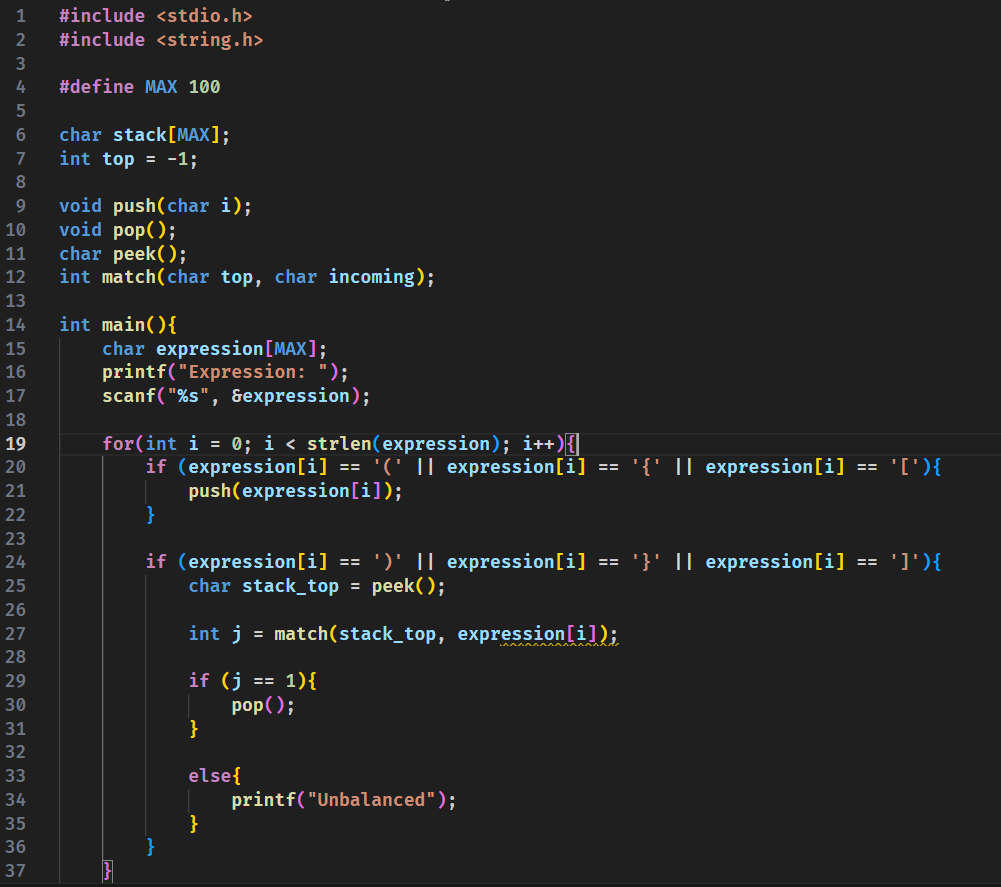 1 #include <stdio.h>
2 #include <string.h>
3
4 #define MAX 100
5
6 char stack[MAX];
7 int top = -1;
8
9 void push(char i);
10 void pop();
11 char peek();
12 int match(char top, char incoming);
13
14 int main(){
15     char expression[MAX];
16     printf("Expression: ");
17     scanf("%s", &expression);
18
19     for(int i = 0; i < strlen(expression); i++){
20         if (expression[i] == '(' || expression[i] == '{' || expression[i] == '['){
21             push(expression[i]);
22         }
23
24         if (expression[i] == ')' || expression[i] == '}' || expression[i] == ']'){
25             char stack_top = peek();
26
27             int j = match(stack_top, expression[i]);
28
29             if (j == 1){
30                 pop();
31             }
32
33             else{
34                 printf("Unbalanced");
35             }
36         }
37     }